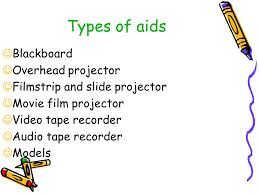 Types of aids
Blackboard
Overhead projector
Filmstrip and slide projector
Movie film projector
Video tape recorder
Audio tape recorder
Models